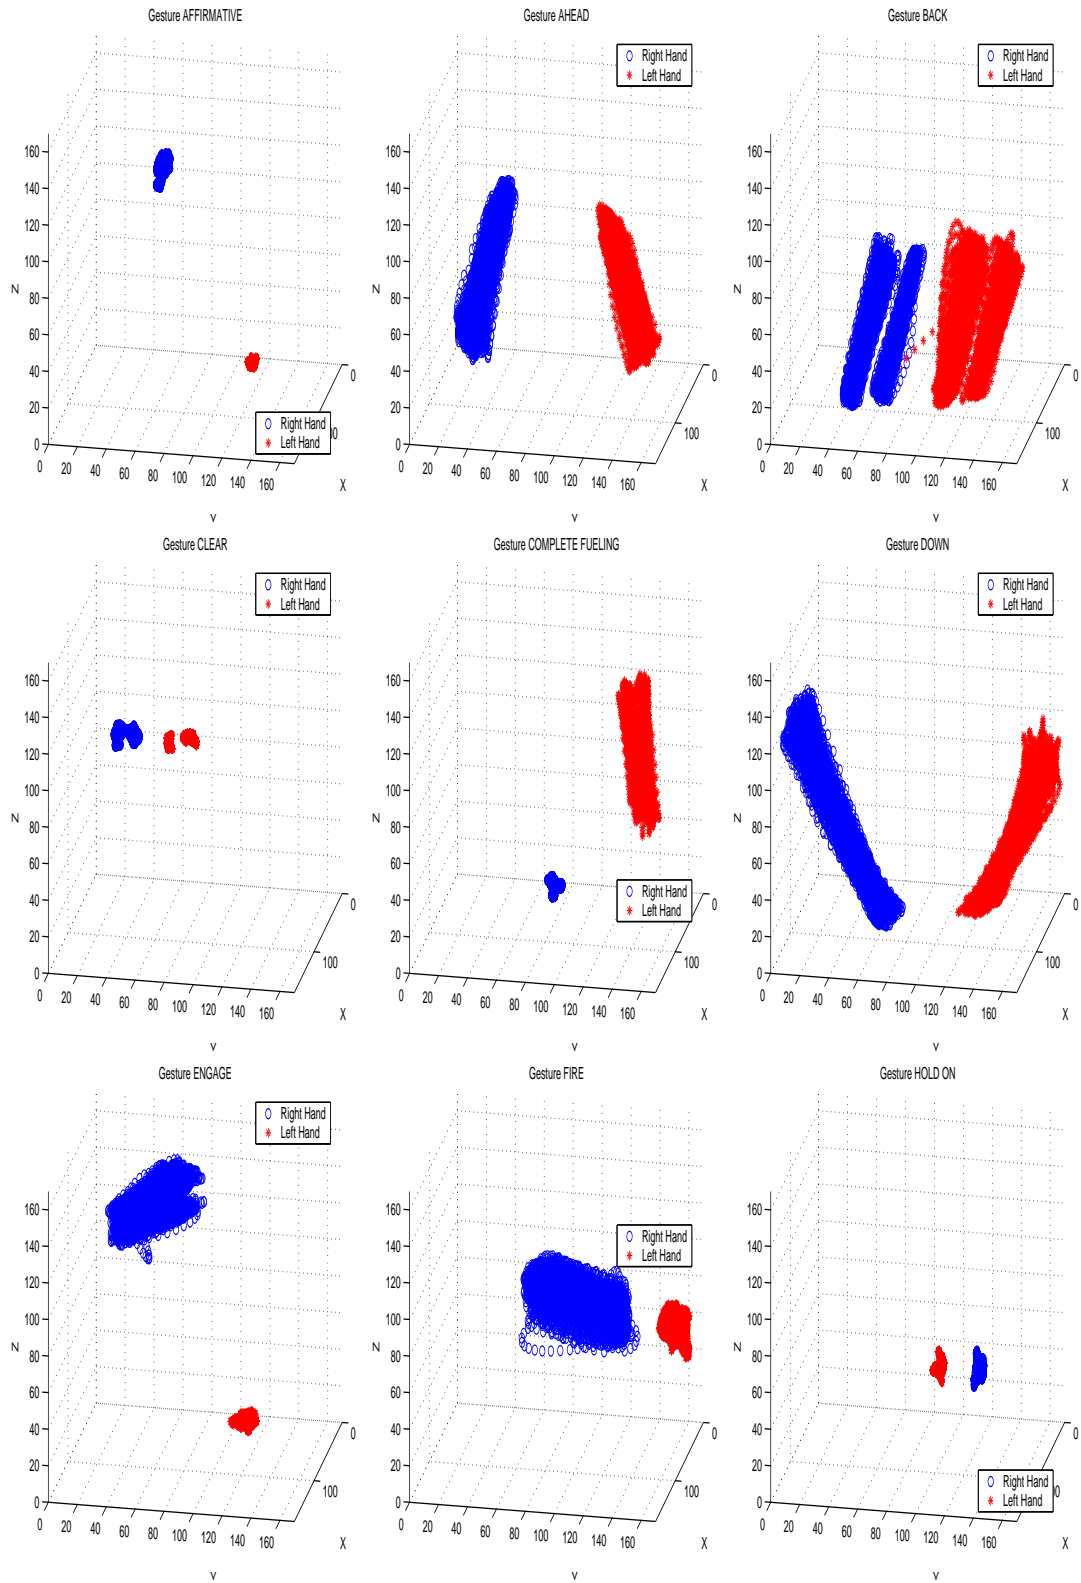 Gesture AFFIRMATIVE
160
140
120
100
80
60
40
20
0
Z
0 20 40 60 80 100 120 140 160
0
00
X
Y
Right Hand
Left Hand
Gesture AHEAD
Right Hand
Left Hand
160
140
120
100
80
60
40
20
0
Z
0 20 40 60 80 100 120 140 160
0
100
X
Y
Gesture BACK
Right Hand
Left Hand
160
140
120
100
80
60
40
20
0
Z
0 20 40 60 80 100 120 140 160
0
100
X
Y
Gesture CLEAR
Right Hand
Left Hand
160
140
120
100
80
60
40
20
0
Z
0 20 40 60 80 100 120 140 160
0
100
X
Y
Gesture COMPLETE FUELING
160
140
120
100
80
60
40
20
0
Z
0 20 40 60 80 100 120 140 160
0
100
X
Y
Right Hand
Left Hand
Gesture DOWN
Right Hand
Left Hand
160
140
120
100
80
60
40
20
0
Z
0 20 40 60 80 100 120 140 160
0
100
X
Y
Gesture ENGAGE
Right Hand
Left Hand
160
140
120
100
80
60
40
20
0
Z
0 20 40 60 80 100 120 140 160
0
100
X
Y
Gesture FIRE
Right Hand
Left Hand
160
140
120
100
80
60
40
20
0
Z
0 20 40 60 80 100 120 140 160
0
100
X
Y
Gesture HOLD ON
160
140
120
100
80
60
40
20
0
Z
0 20 40 60 80 100 120 140 160
0
0
X
Y
Right Hand
Left Hand